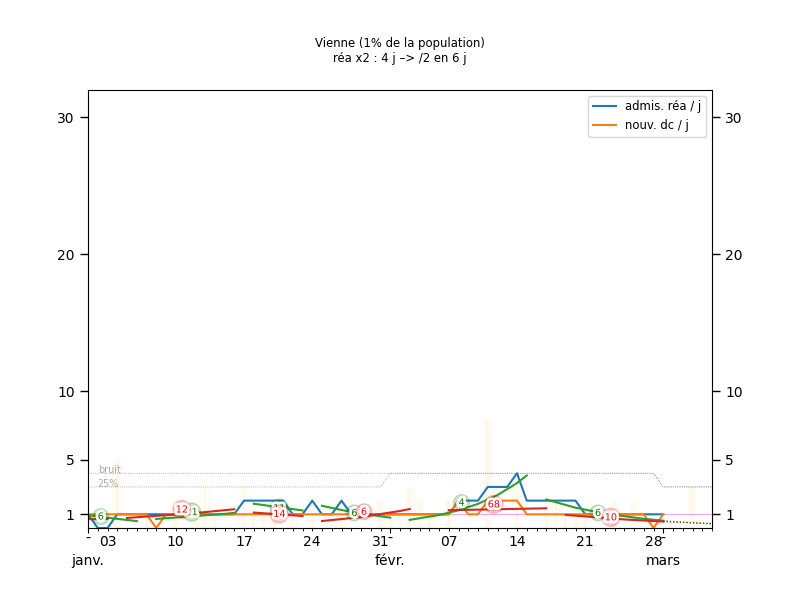 Vienne (1% de la population)
réa x2 : 4 j –> /2 en 6 j
admis. réa / j
nouv. dc / j
30
30
20
20
10
10
5
5
bruit
25%
1
1
6
12
14
6
6
4
68
6
10
- 03 10 17 24 31- 07 14 21 28-
janv. févr. mars